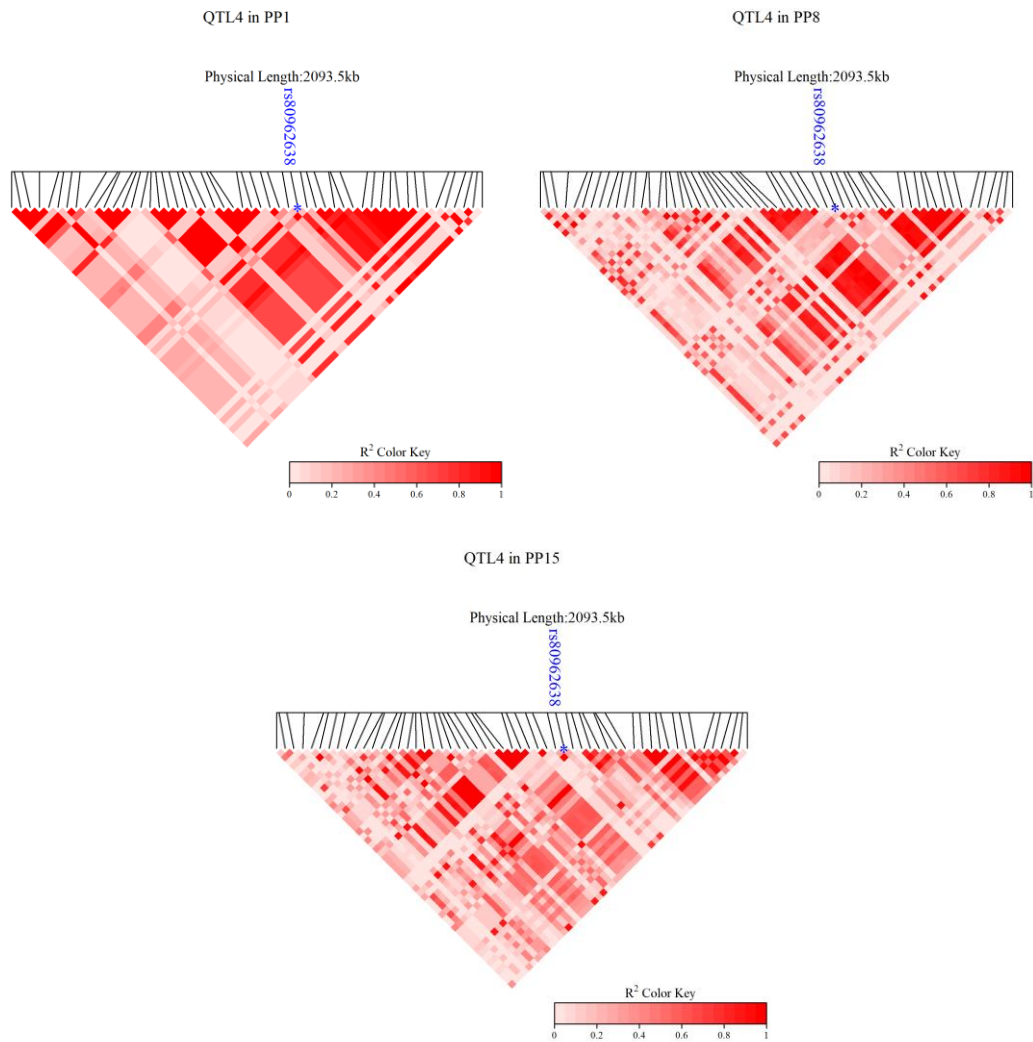 QTL4 in PP1
Physical Length:2093.5kb
rs80962638
*
R² Color Key
0 0.2 0.4 0.6 0.8 1
QTL4 in PP8
Physical Length:2093.5kb
rs80962638
*
R² Color Key
0 0.2 0.4 0.6 0.8 1
QTL4 in PP15
Physical Length:2093.5kb
rs80962638
*
R² Color Key
0 0.2 0.4 0.6 0.8 1